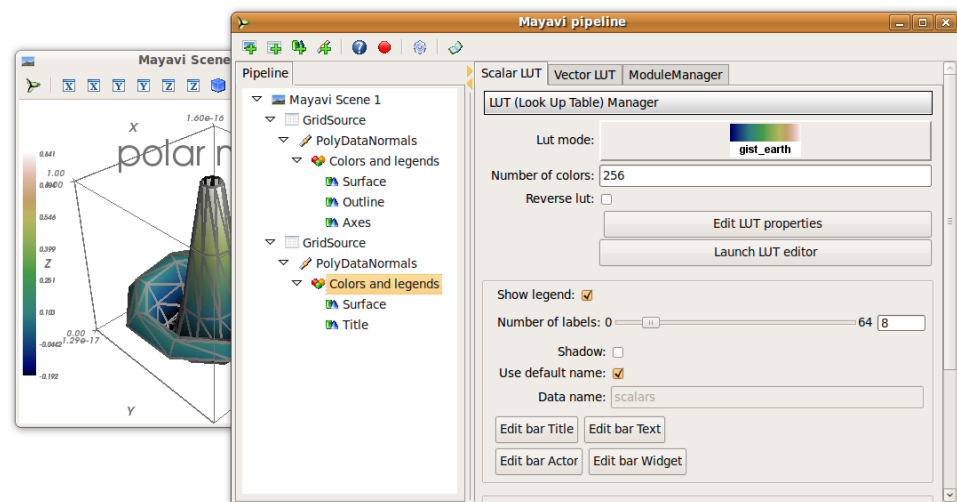 Mayavi pipeline
Mayavi Scene
X X Y Y Z Z
X
1.60e-16
polar
0.641
1.00
0.546
0.399
Z
0.251
0.103
0.00
-0.0442
1.29e-17
-0.192
Y
Pipeline
Mayavi Scene 1
GridSource
PolyDataNormals
Colors and legends
Surface
Outline
Axes
GridSource
PolyDataNormals
Colors and legends
Surface
Title
Scalar LUT Vector LUT ModuleManager
LUT (Look Up Table) Manager
Lut mode: gist_earth
Number of colors: 256
Reverse lut:
Edit LUT properties
Launch LUT editor
Show legend:
Number of labels: 0 64 8
Shadow:
Use default name:
Data name: scalars
Edit bar Title Edit bar Text
Edit bar Actor Edit bar Widget